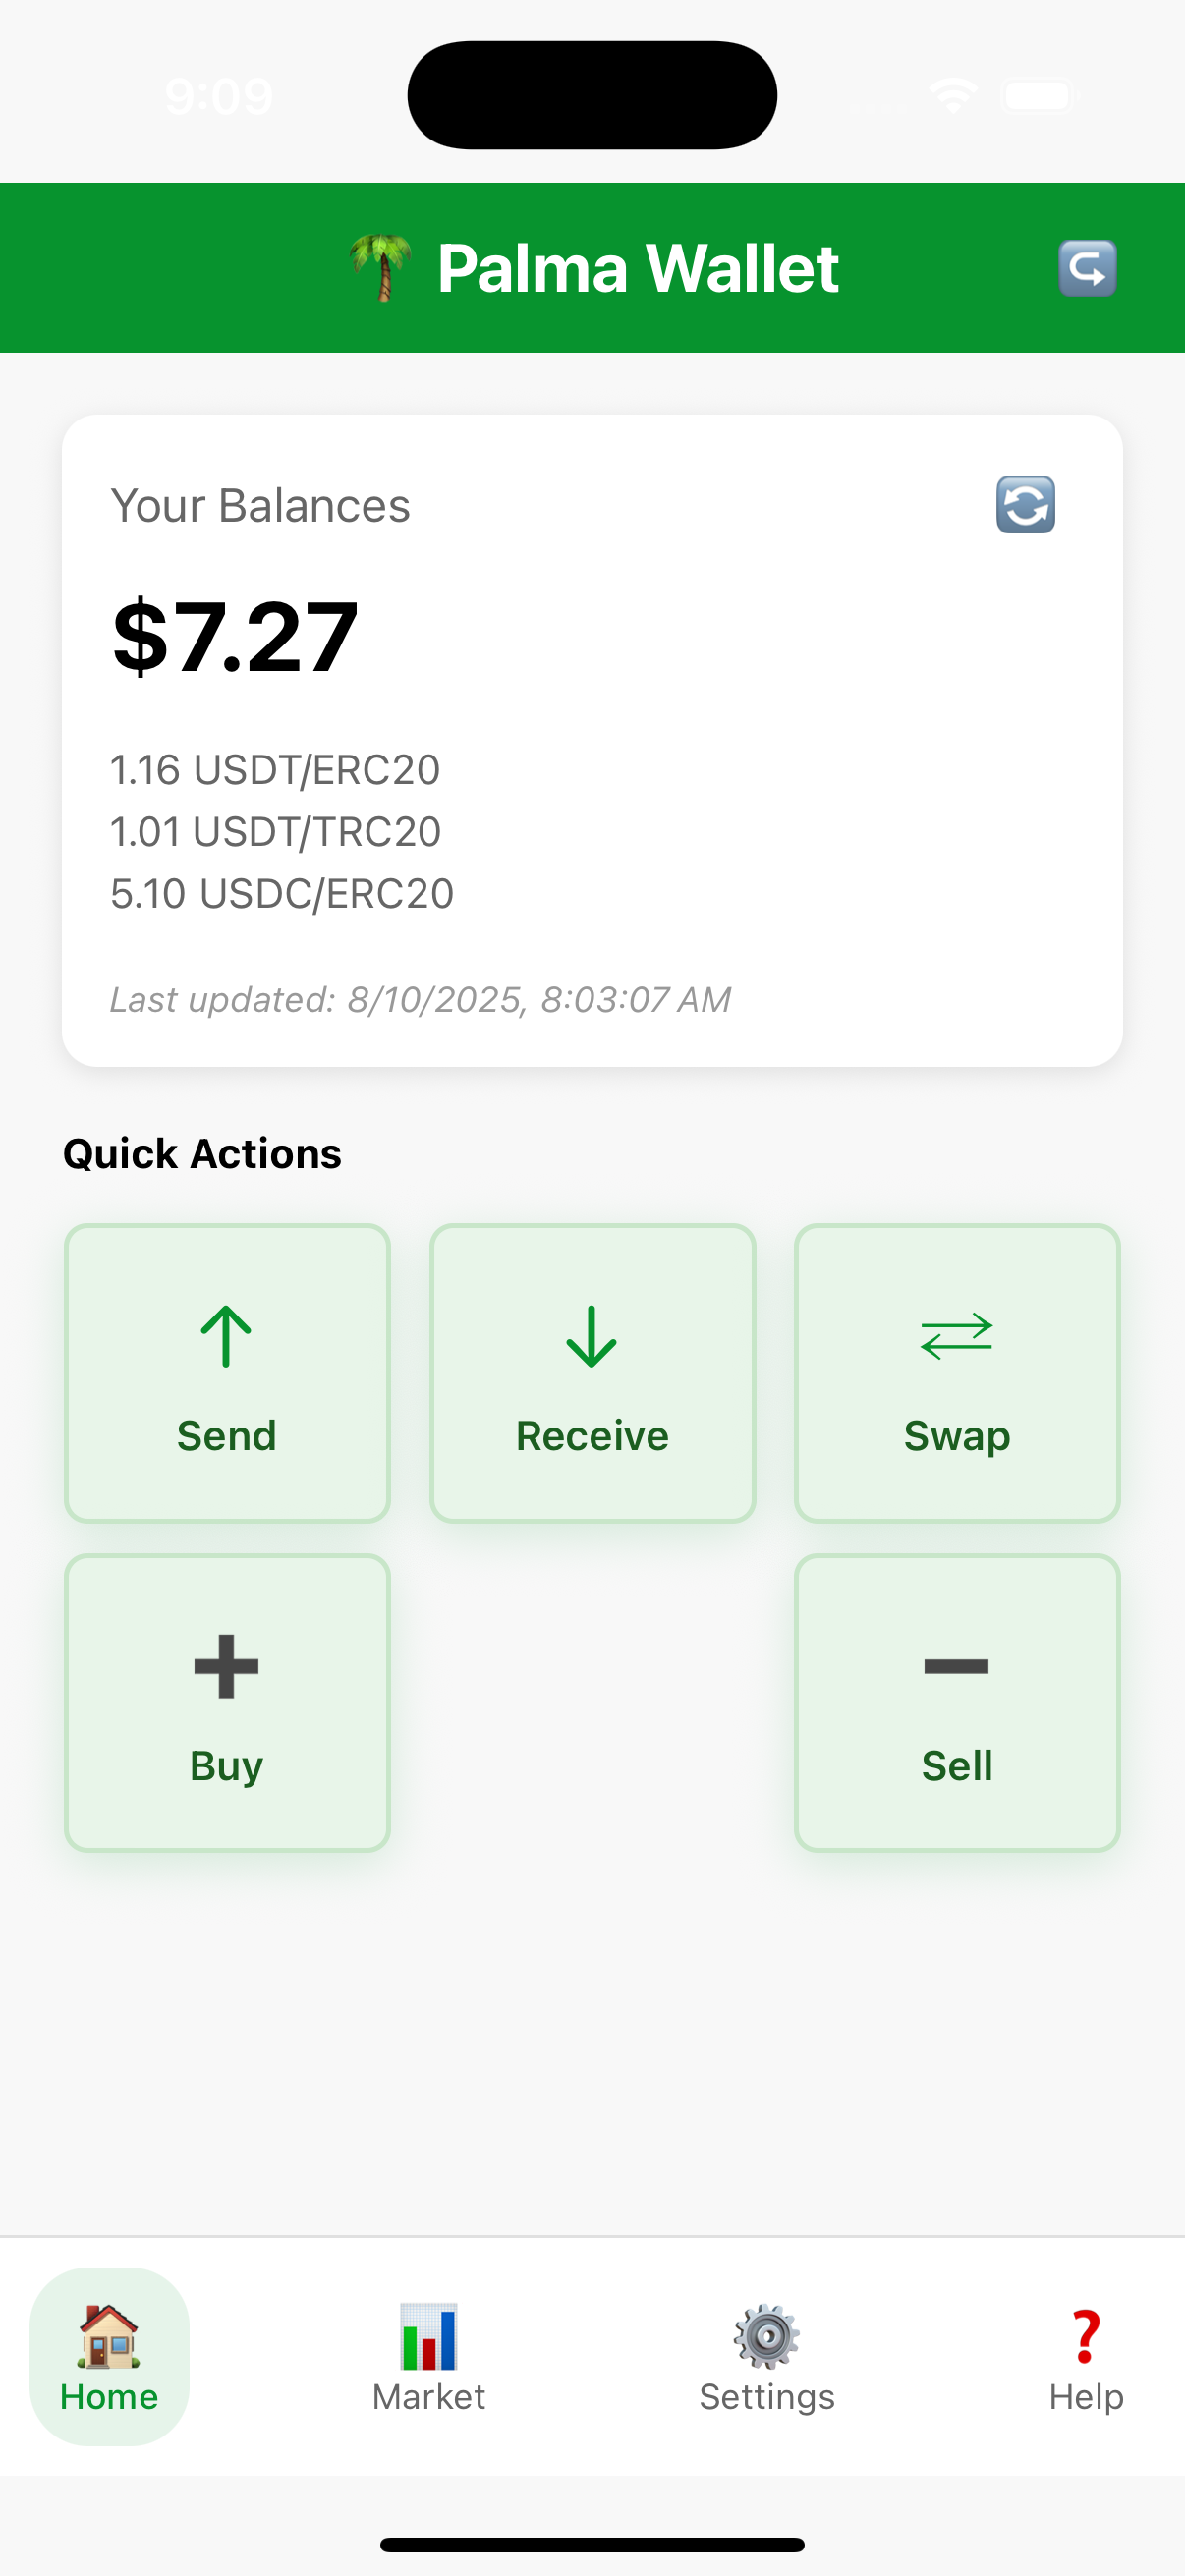 9:09
Palma Wallet
Your Balances
$7.27
1.16 USDT/ERC20
1.01 USDT/TRC20
5.10 USDC/ERC20
Last updated: 8/10/2025, 8:03:07 AM
Quick Actions
Send
Receive
Swap
Buy
Sell
Home
Market
Settings
Help